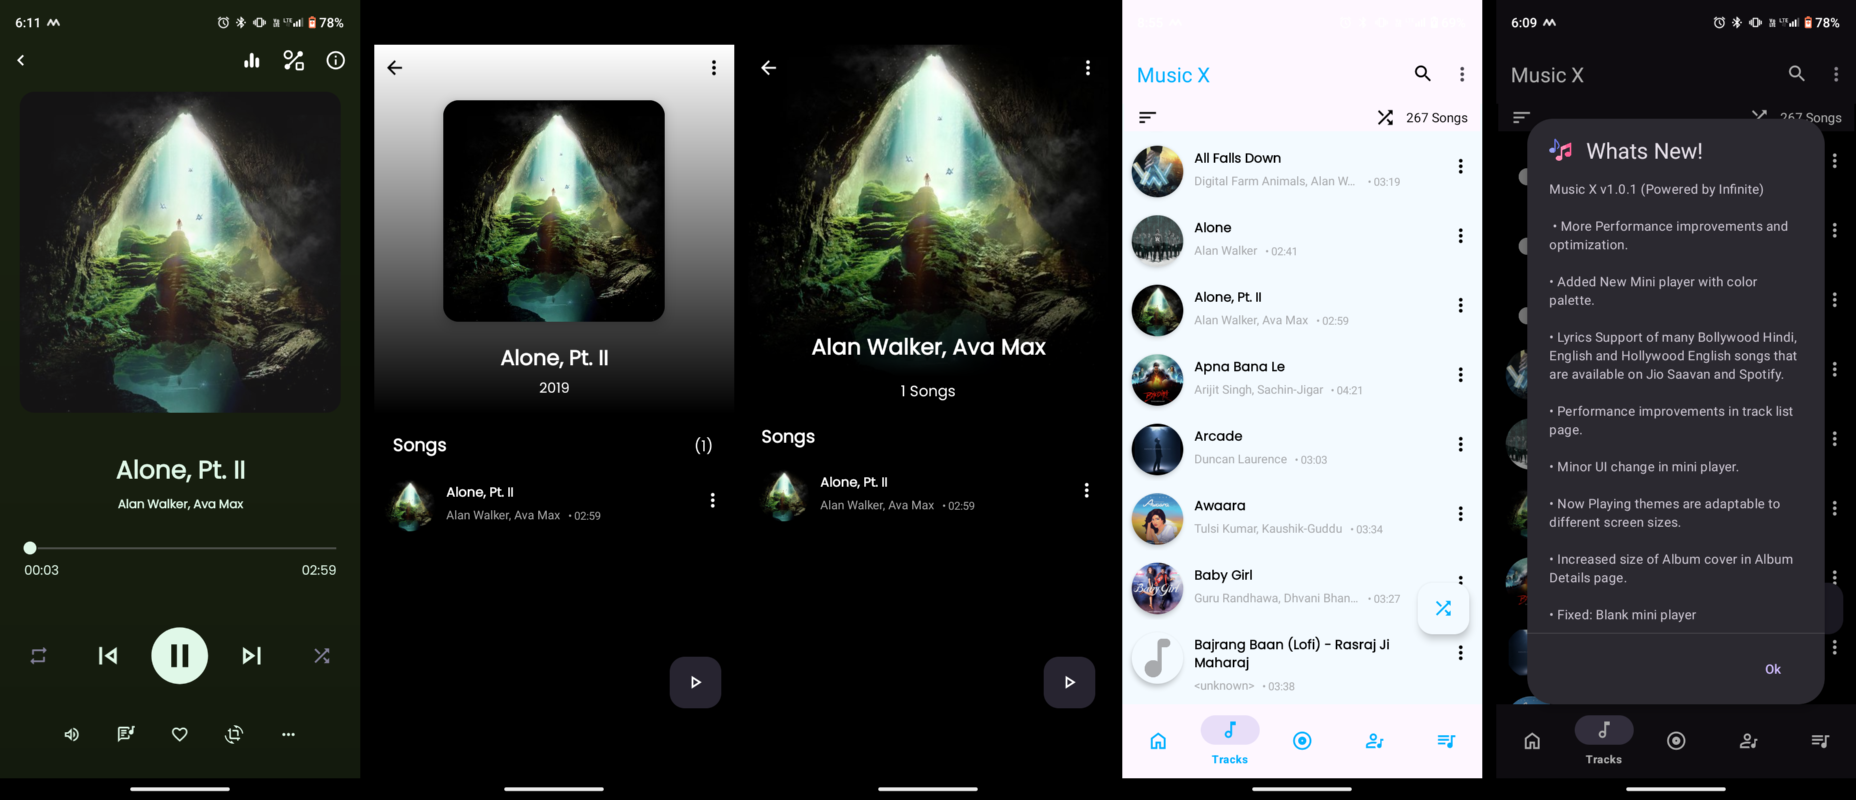 6:11
78%
Alone, Pt. II
Alan Walker, Ava Max
00:03
02:59
Alone, Pt. II
2019
Songs
(1)
Alone, Pt. II
Alan Walker, Ava Max • 02:59
Alan Walker, Ava Max
1 Songs
Songs
Alone, Pt. II
Alan Walker, Ava Max • 02:59
Music X
267 Songs
All Falls Down
Digital Farm Animals, Alan W... • 03:19
Alone
Alan Walker • 02:41
Alone, Pt. II
Alan Walker, Ava Max • 02:59
Apna Bana Le
Arijit Singh, Sachin-Jigar • 04:21
Arcade
Duncan Laurence • 03:03
Awaara
Tulsi Kumar, Kaushik-Guddu • 03:34
Baby Girl
Guru Randhawa, Dhvani Bhan... • 03:27
Bajrang Baan (Lofi) - Rasraj Ji
Maharaj
<unknown> • 03:38
Tracks
6:09
78%
Music X
267 Songs
Whats New!
Music X v1.0.1 (Powered by Infinite)
• More Performance improvements and
optimization.
• Added New Mini player with color
palette.
• Lyrics Support of many Bollywood Hindi,
English and Hollywood English songs that
are available on Jio Saavan and Spotify.
• Performance improvements in track list
page.
• Minor UI change in mini player.
• Now Playing themes are adaptable to
different screen sizes.
• Increased size of Album cover in Album
Details page.
• Fixed: Blank mini player
Ok
Tracks